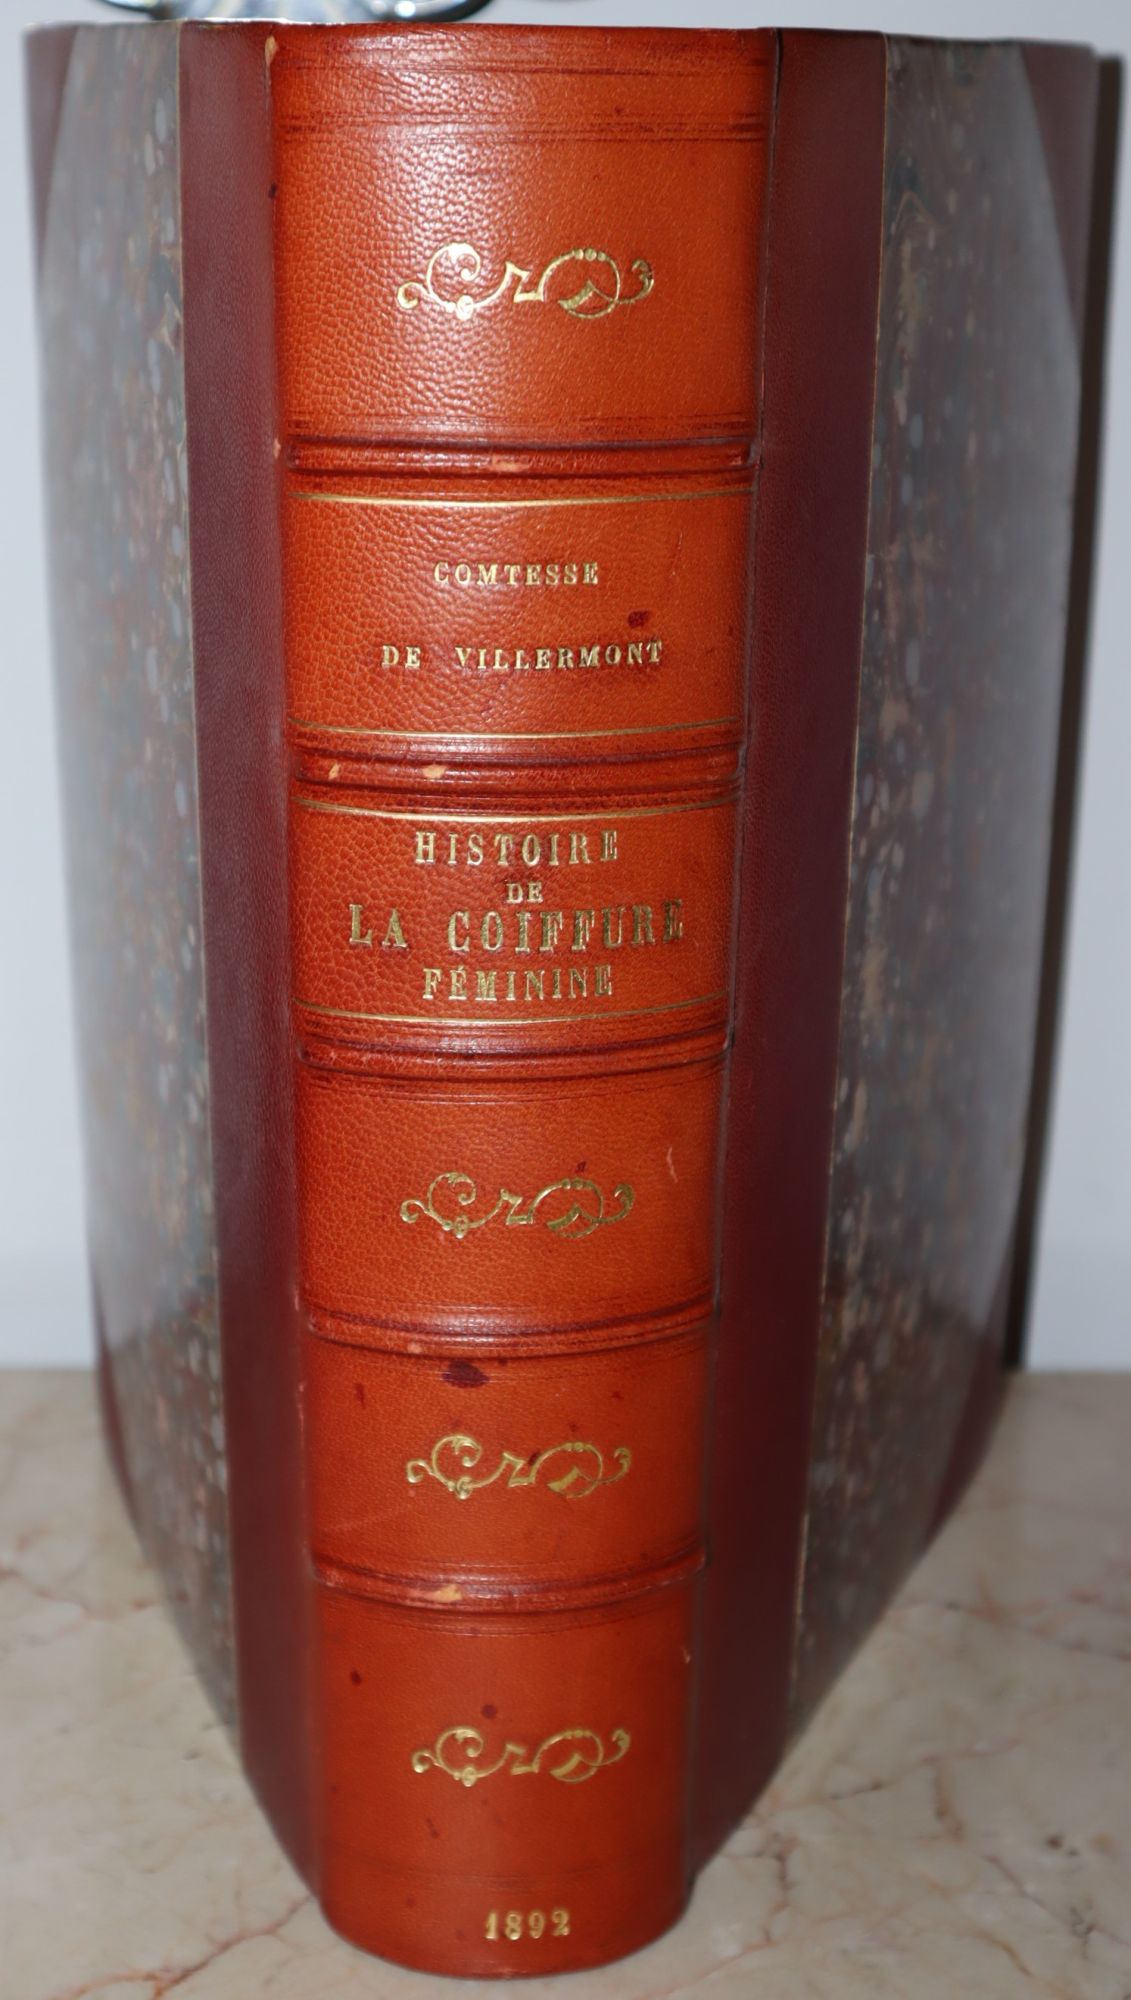 COMTESSE
DE VILLERMONT
HISTOIRE
DE
LA COIFFURE
FÉMININE
1892